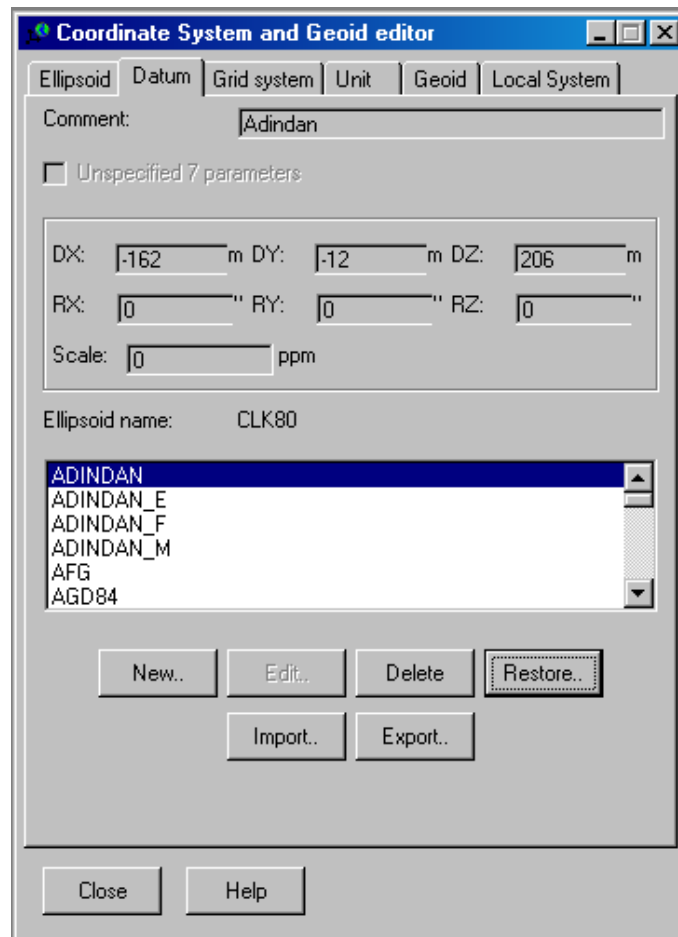 Coordinate System and Geoid editor
Ellipsoid Datum Grid system Unit Geoid Local System
Comment: Adindan
Unspecified 7 parameters
DX: -162 m DY: -12 m DZ: 206 m
RX: 0 " RY: 0 " RZ: 0 "
Scale: 0 ppm
Ellipsoid name: CLK80
ADINDAN
ADINDAN_E
ADINDAN_F
ADINDAN_M
AFG
AGD84
New.. Edit.. Delete Restore..
Import.. Export..
Close Help